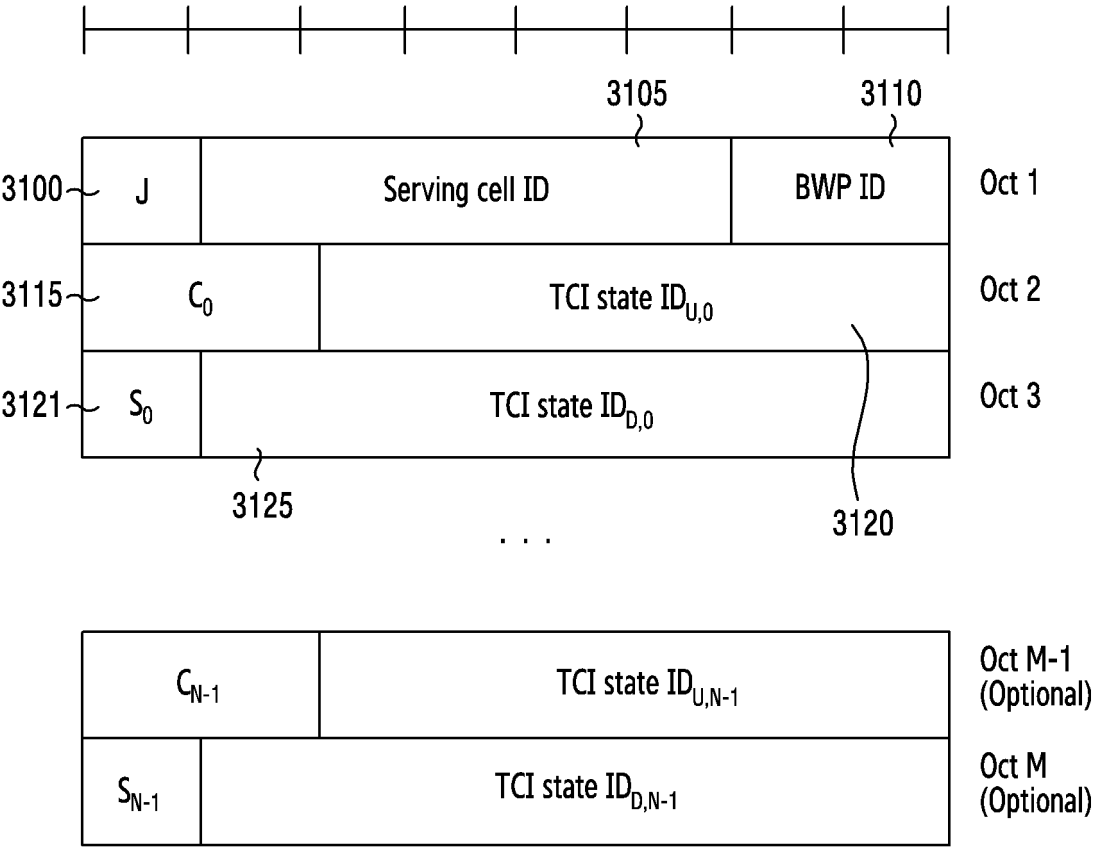 3105 3110
3100 J Serving cell ID BWP ID Oct 1
3115 C0 TCI state IDU,0 Oct 2
3121 S0 TCI state IDD,0 Oct 3
3125 3120
. . .
CN-1 TCI state IDU,N-1 Oct M-1
(Optional)
SN-1 TCI state IDD,N-1 Oct M
(Optional)